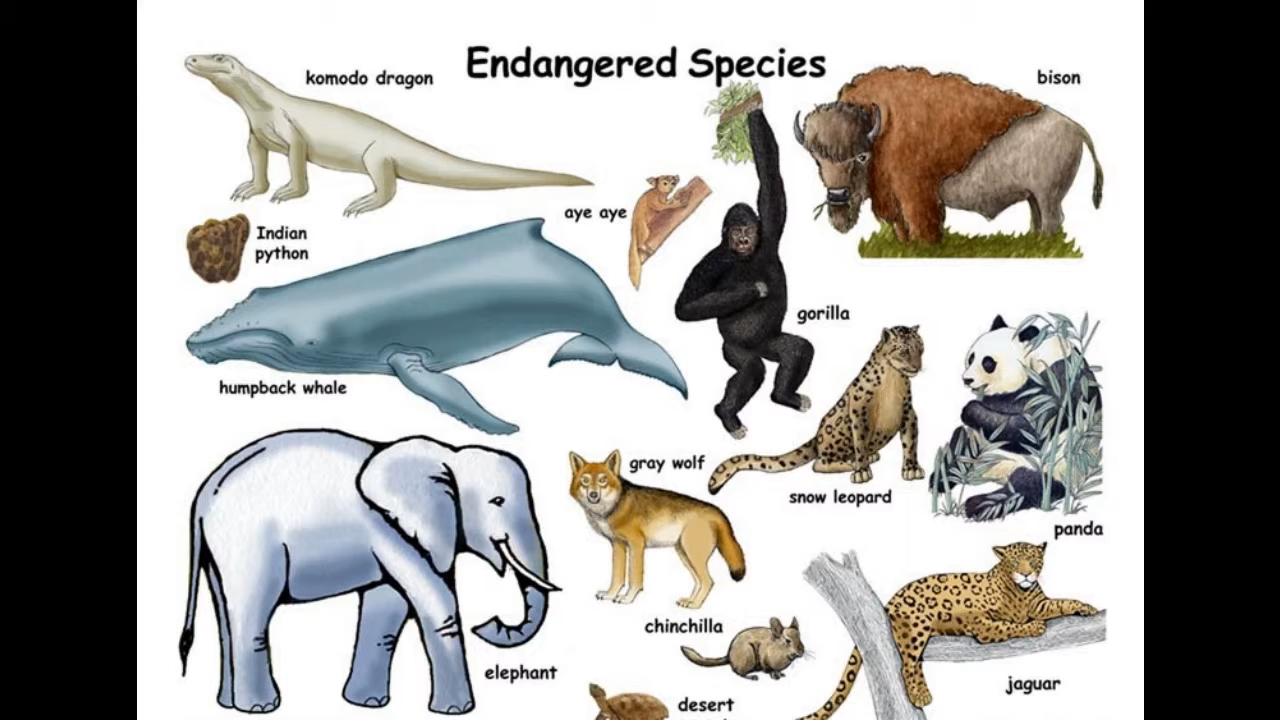 Endangered Species
komodo dragon
bison
aye aye
Indian
python
gorilla
humpback whale
gray wolf
snow leopard
panda
chinchilla
elephant
jaguar
desert